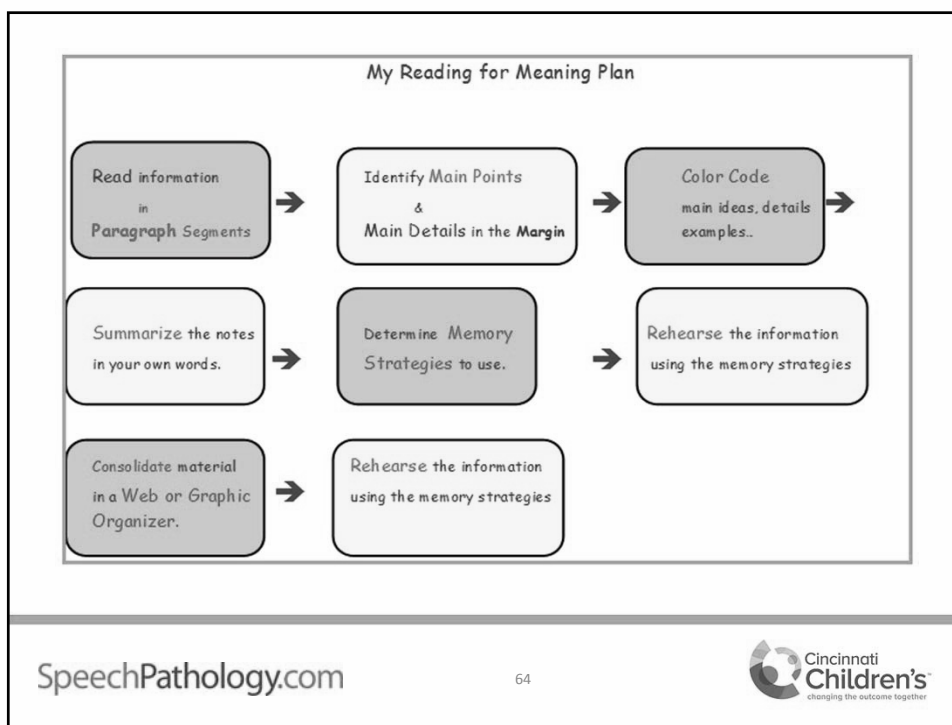 My Reading for Meaning Plan
Read information
in
Paragraph Segments
Identify Main Points
&
Main Details in the Margin
Color Code
main ideas, details
examples..
Summarize the notes
in your own words.
Determine Memory
Strategies to use.
Rehearse the information
using the memory strategies
Consolidate material
in a Web or Graphic
Organizer.
Rehearse the information
using the memory strategies
SpeechPathology.com
64
Cincinnati
Children's™
changing the outcome together